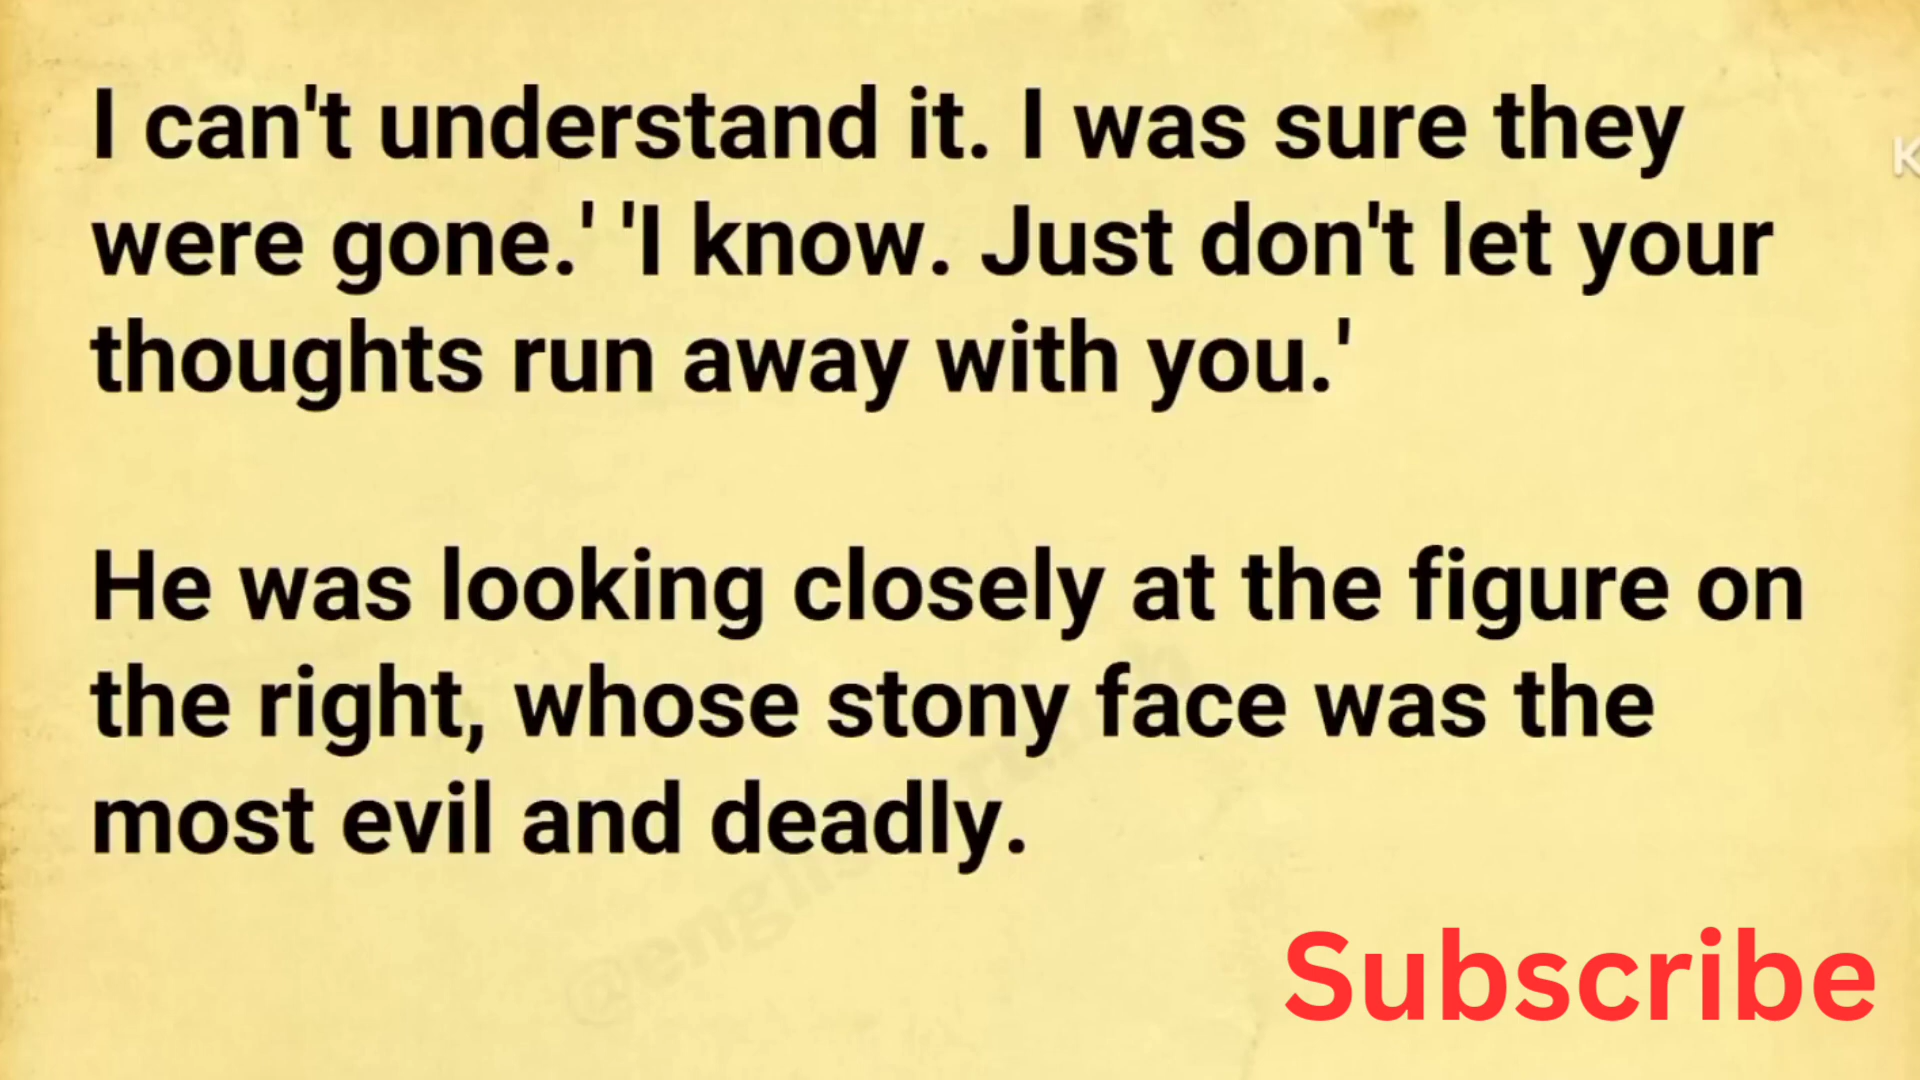 I can't understand it. I was sure they
were gone.' 'I know. Just don't let your
thoughts run away with you.'
He was looking closely at the figure on
the right, whose stony face was the
most evil and deadly.
Subscribe